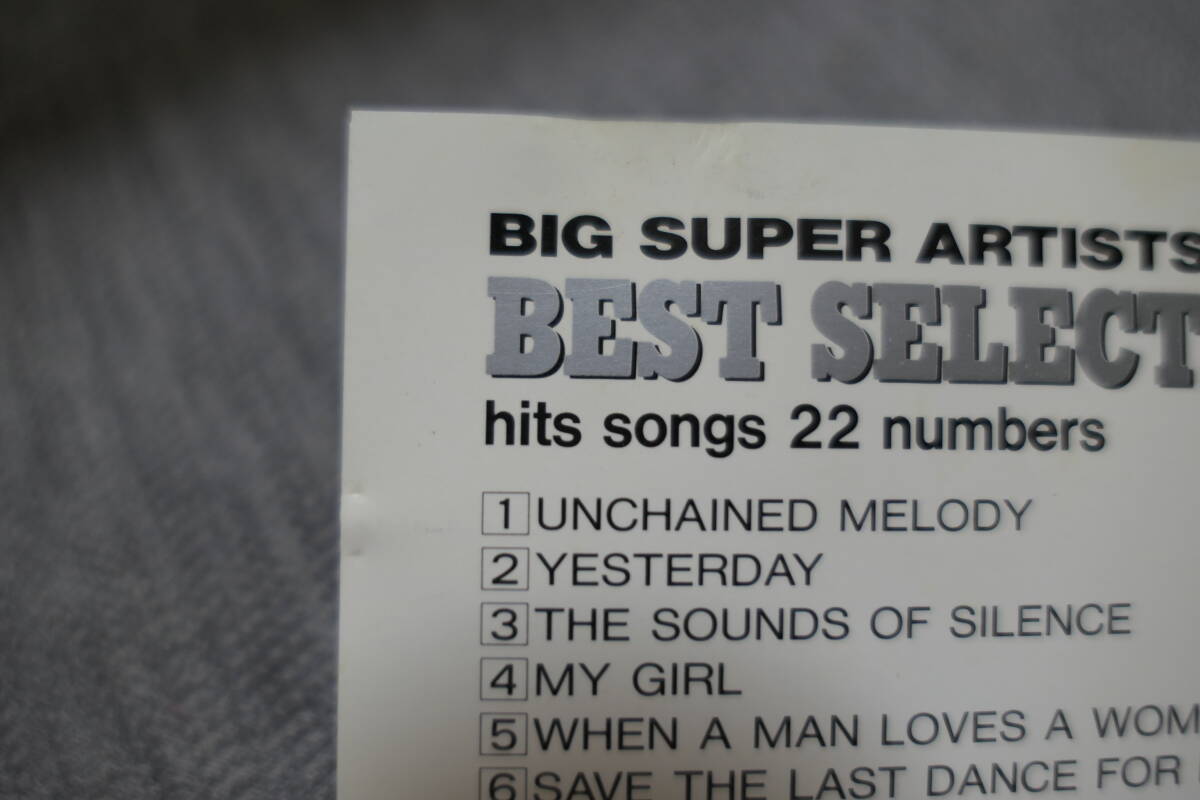 BIG SUPER ARTISTS
BEST SELECT
hits songs 22 numbers
1 UNCHAINED MELODY
2 YESTERDAY
3 THE SOUNDS OF SILENCE
4 MY GIRL
5 WHEN A MAN LOVES A WOM
6 SAVE THE LAST DANCE FOR